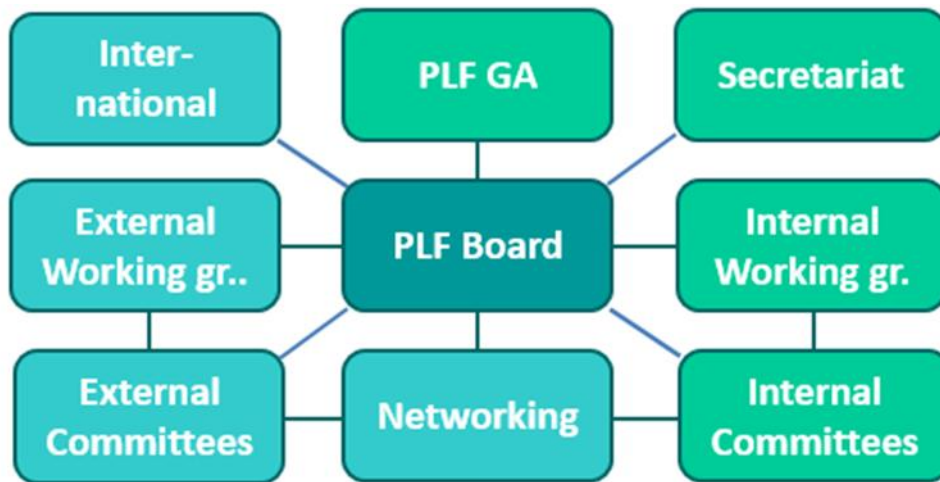 Inter-
national
PLF GA
Secretariat
External
Working gr..
PLF Board
Internal
Working gr.
External
Committees
Networking
Internal
Committees